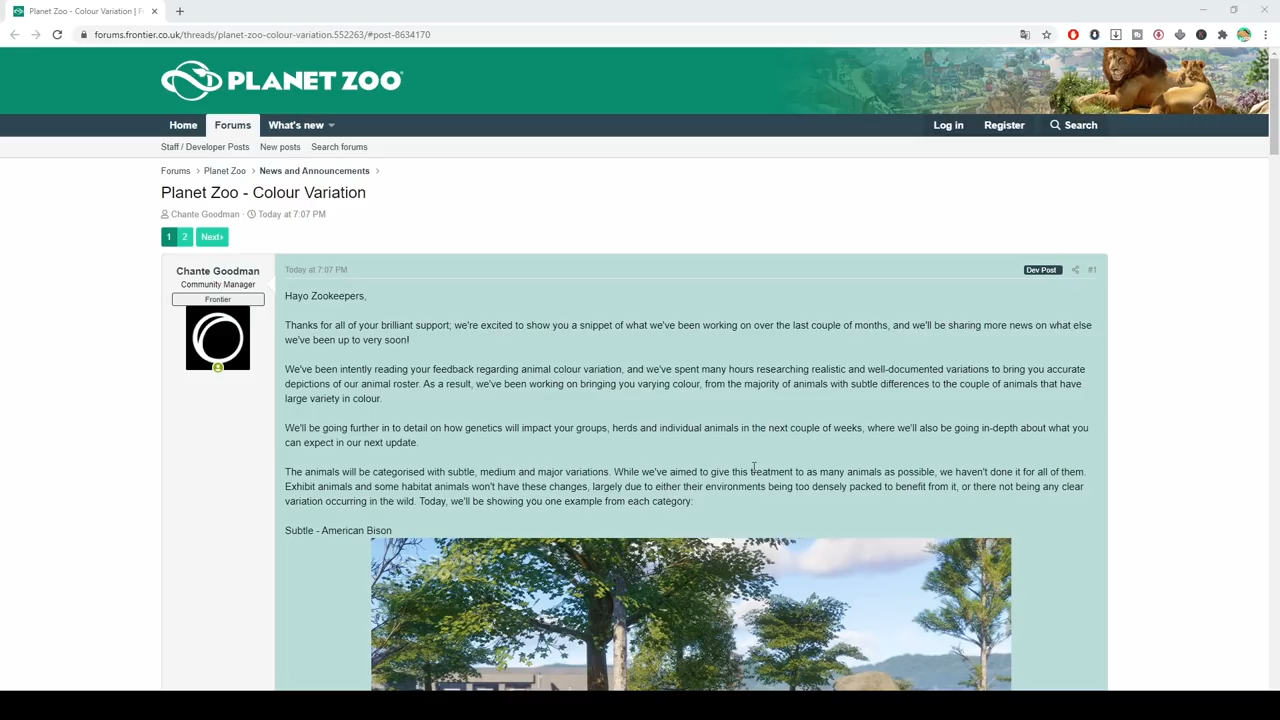 Planet Zoo - Colour Variation | F
forums.frontier.co.uk/threads/planet-zoo-colour-variation.552263/#post-8634170
PLANET ZOO
Home Forums What's new Log in Register Search
Staff / Developer Posts New posts Search forums
Forums > Planet Zoo > News and Announcements >
Planet Zoo - Colour Variation
Chante Goodman · Today at 7:07 PM
1 2 Next
Chante Goodman
Community Manager
Frontier
Today at 7:07 PM Dev Post #1
Hayo Zookeepers,
Thanks for all of your brilliant support; we're excited to show you a snippet of what we've been working on over the last couple of months, and we'll be sharing more news on what else
we've been up to very soon!
We've been intently reading your feedback regarding animal colour variation, and we've spent many hours researching realistic and well-documented variations to bring you accurate
depictions of our animal roster. As a result, we've been working on bringing you varying colour, from the majority of animals with subtle differences to the couple of animals that have
large variety in colour.
We'll be going further in to detail on how genetics will impact your groups, herds and individual animals in the next couple of weeks, where we'll also be going in-depth about what you
can expect in our next update.
The animals will be categorised with subtle, medium and major variations. While we've aimed to give this treatment to as many animals as possible, we haven't done it for all of them.
Exhibit animals and some habitat animals won't have these changes, largely due to either their environments being too densely packed to benefit from it, or there not being any clear
variation occurring in the wild. Today, we'll be showing you one example from each category:
Subtle - American Bison